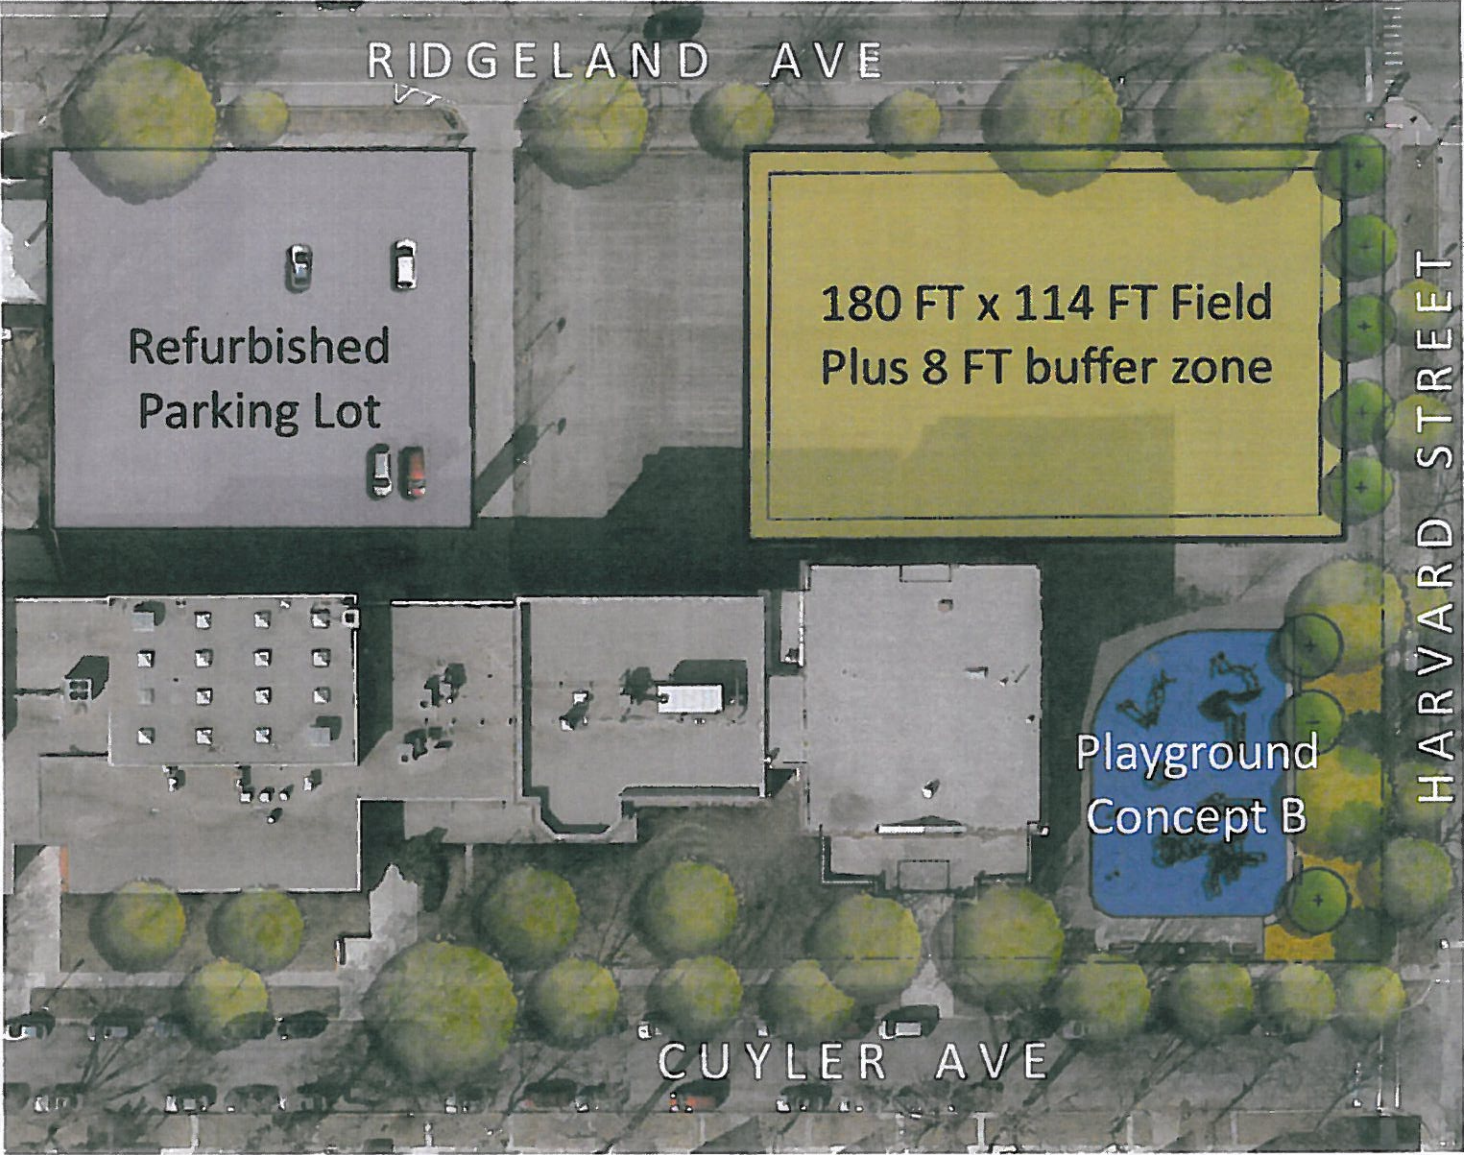 RIDGELAND AVE
180 FT x 114 FT Field
Plus 8 FT buffer zone
Refurbished
Parking Lot
HARVARD STREET
Playground
Concept B
CUYLER AVE